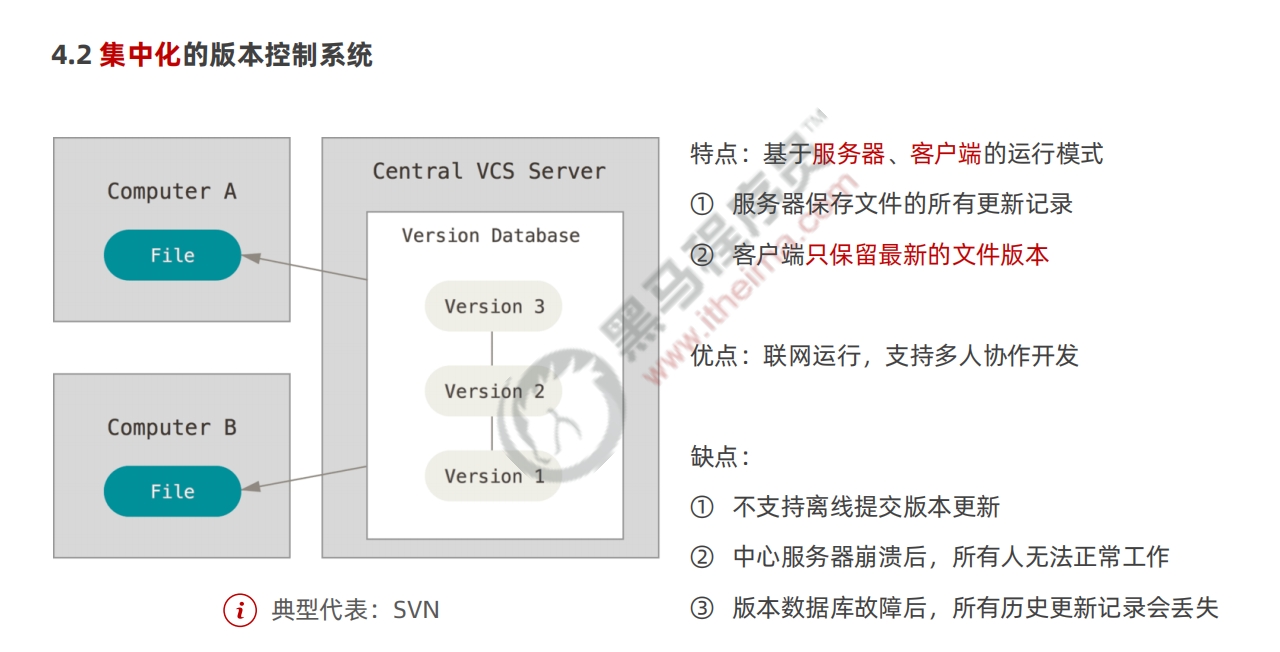 4.2 集中化的版本控制系统
Computer A
File
Computer B
File
Central VCS Server
Version Database
Version 3
Version 2
Version 1
典型代表：SVN
特点：基于服务器、客户端的运行模式
① 服务器保存文件的所有更新记录
② 客户端只保留最新的文件版本
优点：联网运行，支持多人协作开发
缺点：
① 不支持离线提交版本更新
② 中心服务器崩溃后，所有人无法正常工作
③ 版本数据库故障后，所有历史更新记录会丢失
黑马程序员™
www.itheima.com